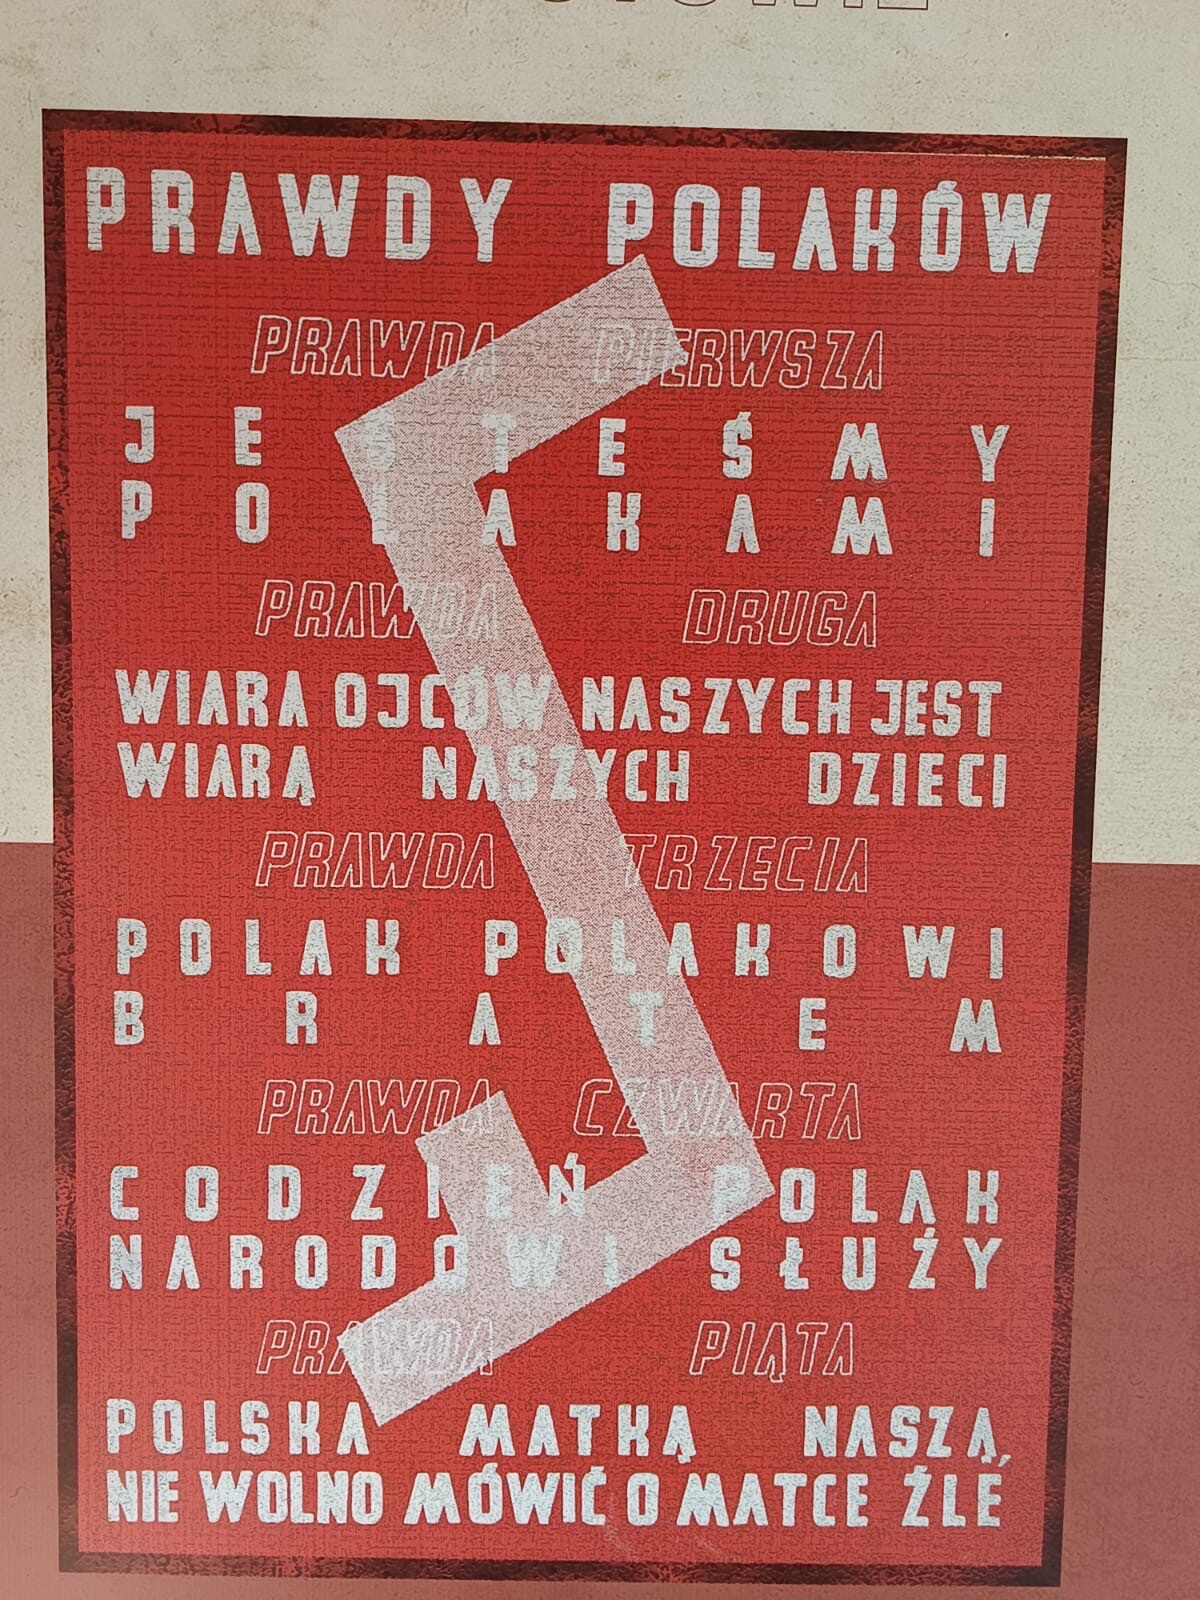 PRAWDY POLAKÓW
PRAWDA PIERWSZA
JESTEŚMY
POLAKAMI
PRAWDA DRUGA
WIARA OJCÓW NASZYCH JEST
WIARĄ NASZYCH DZIECI
PRAWDA TRZECIA
POLAK POLAKOWI
BRATEM
PRAWDA CZWARTA
CODZIEŃ POLAK
NARODOWI SŁUŻY
PRAWDA PIĄTA
POLSKA MATKĄ NASZĄ,
NIE WOLNO MÓWIĆ O MATCE ŹLE